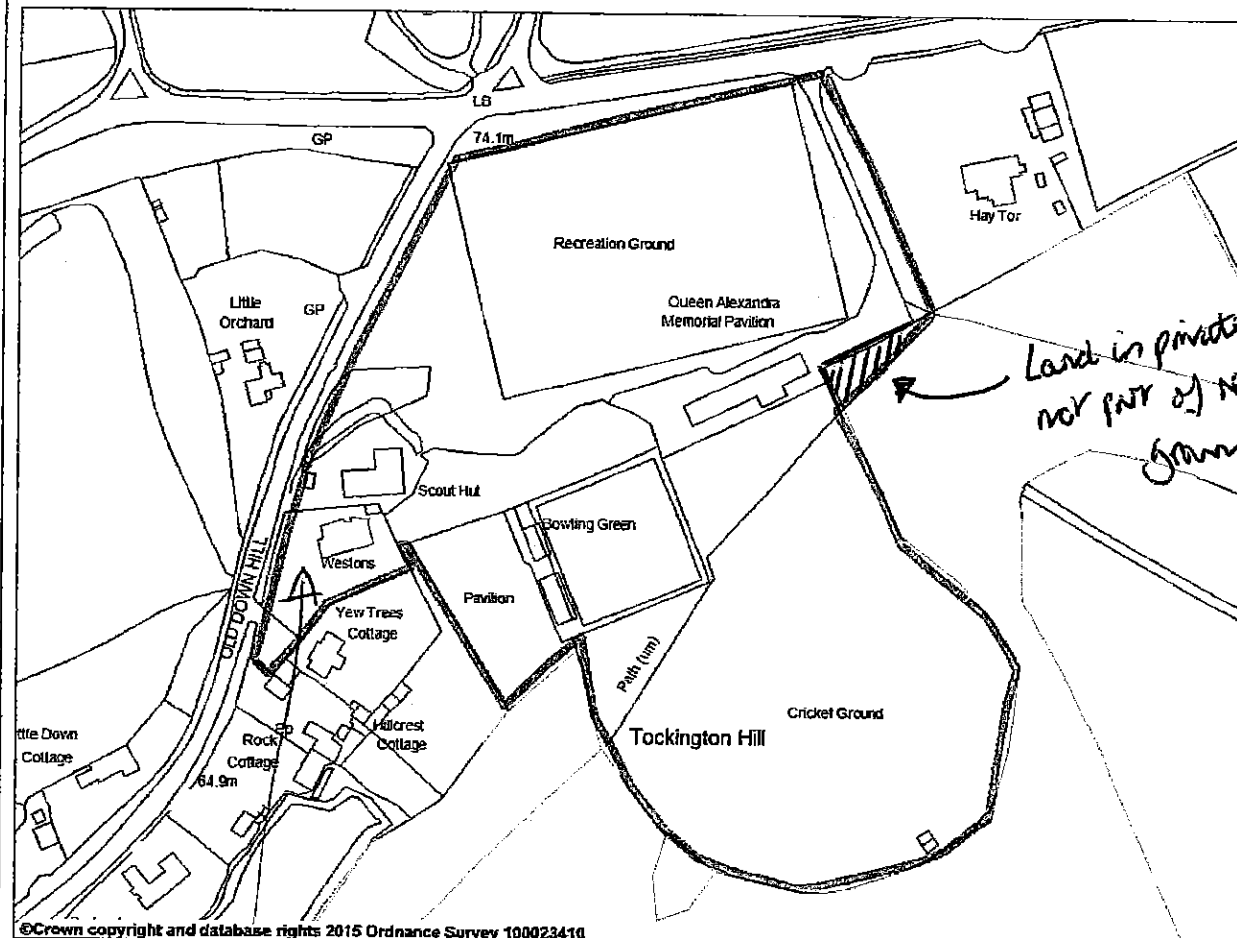 LB
GP
74.1m
Hay Tor
Recreation Ground
Little
Orchard
GP
Queen Alexandra
Memorial Pavilion
Land in private
not part of
Scout Hut
Bowling Green
Westons
OLD DOWN HILL
Pavilion
Yew Trees
Cottage
Path (um)
Cricket Ground
Tockington Hill
ttle Down
Cottage
Rock
Cottage
Hillcrest
Cottage
64.9m
©Crown copyright and database rights 2015 Ordnance Survey 100023410